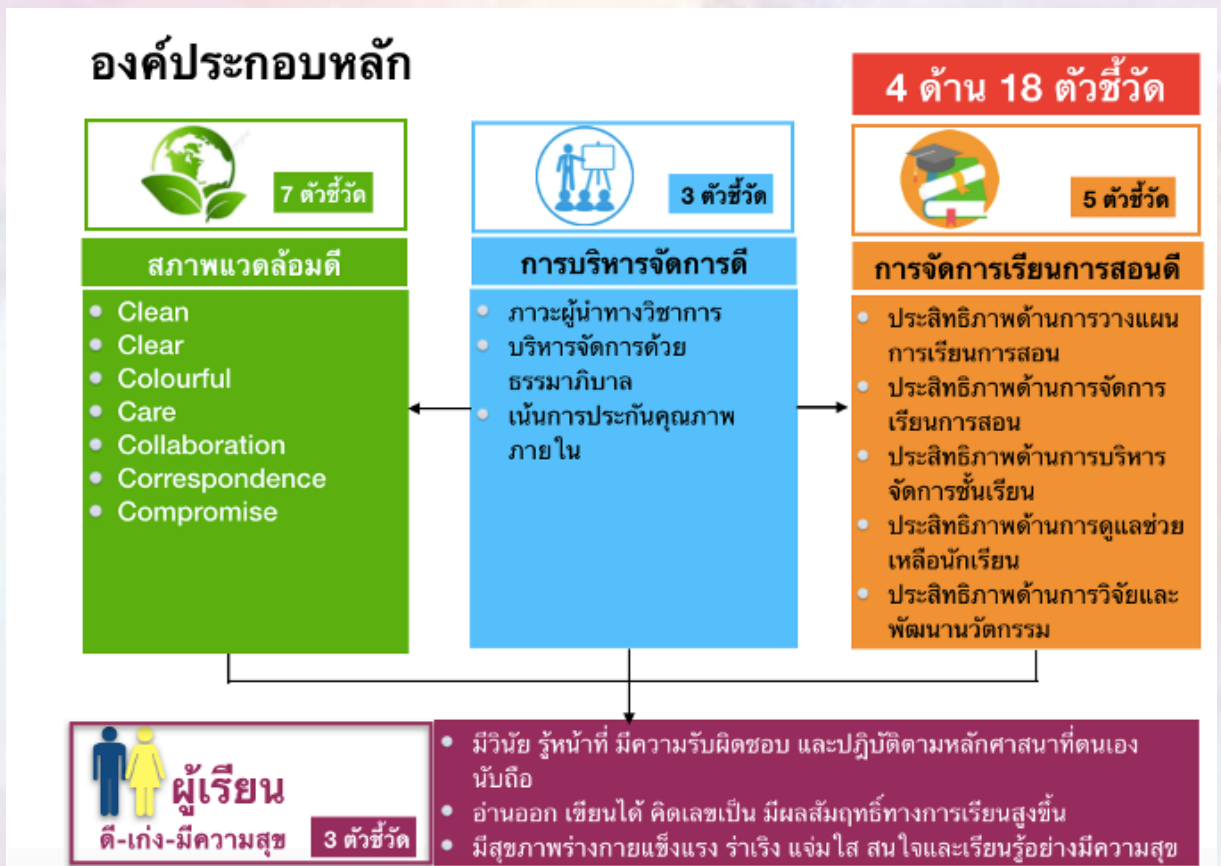 องค์ประกอบหลัก
4 ด้าน 18 ตัวชี้วัด
7 ตัวชี้วัด
สภาพแวดล้อมดี
Clean
Clear
Colourful
Care
Collaboration
Correspondence
Compromise
3 ตัวชี้วัด
การบริหารจัดการดี
ภาวะผู้นำทางวิชาการ
บริหารจัดการด้วย
ธรรมาภิบาล
เน้นการประกันคุณภาพ
ภายใน
5 ตัวชี้วัด
การจัดการเรียนการสอนดี
ประสิทธิภาพด้านการวางแผน
การเรียนการสอน
ประสิทธิภาพด้านการจัดการ
เรียนการสอน
ประสิทธิภาพด้านการบริหาร
จัดการชั้นเรียน
ประสิทธิภาพด้านการดูแลช่วย
เหลือนักเรียน
ประสิทธิภาพด้านการวิจัยและ
พัฒนานวัตกรรม
ผู้เรียน
ดี-เก่ง-มีความสุข
3 ตัวชี้วัด
มีวินัย รู้หน้าที่ มีความรับผิดชอบ และปฏิบัติตามหลักศาสนาที่ตนเอง
นับถือ
อ่านออก เขียนได้ คิดเลขเป็น มีผลสัมฤทธิ์ทางการเรียนสูงขึ้น
มีสุขภาพร่างกายแข็งแรง ร่าเริง แจ่มใส สนใจและเรียนรู้อย่างมีความสุข